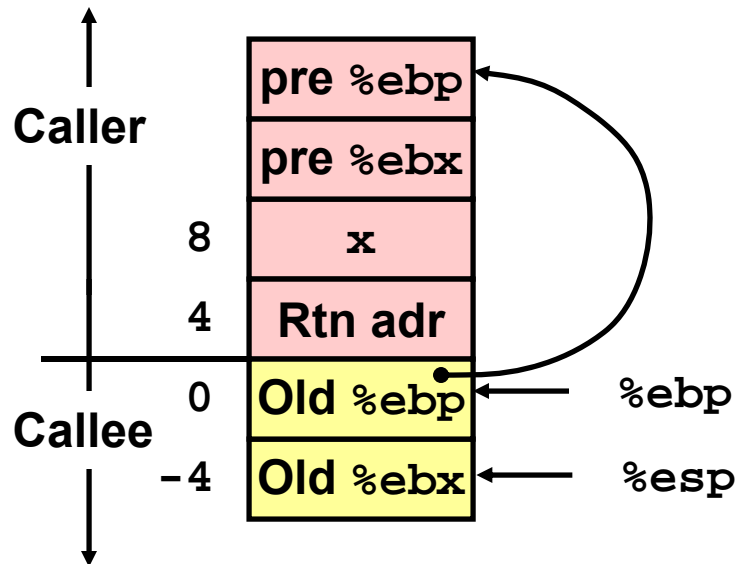 pre %ebp
Caller
pre %ebx
8 x
4 Rtn adr
0 Old %ebp %ebp
Callee
-4 Old %ebx %esp